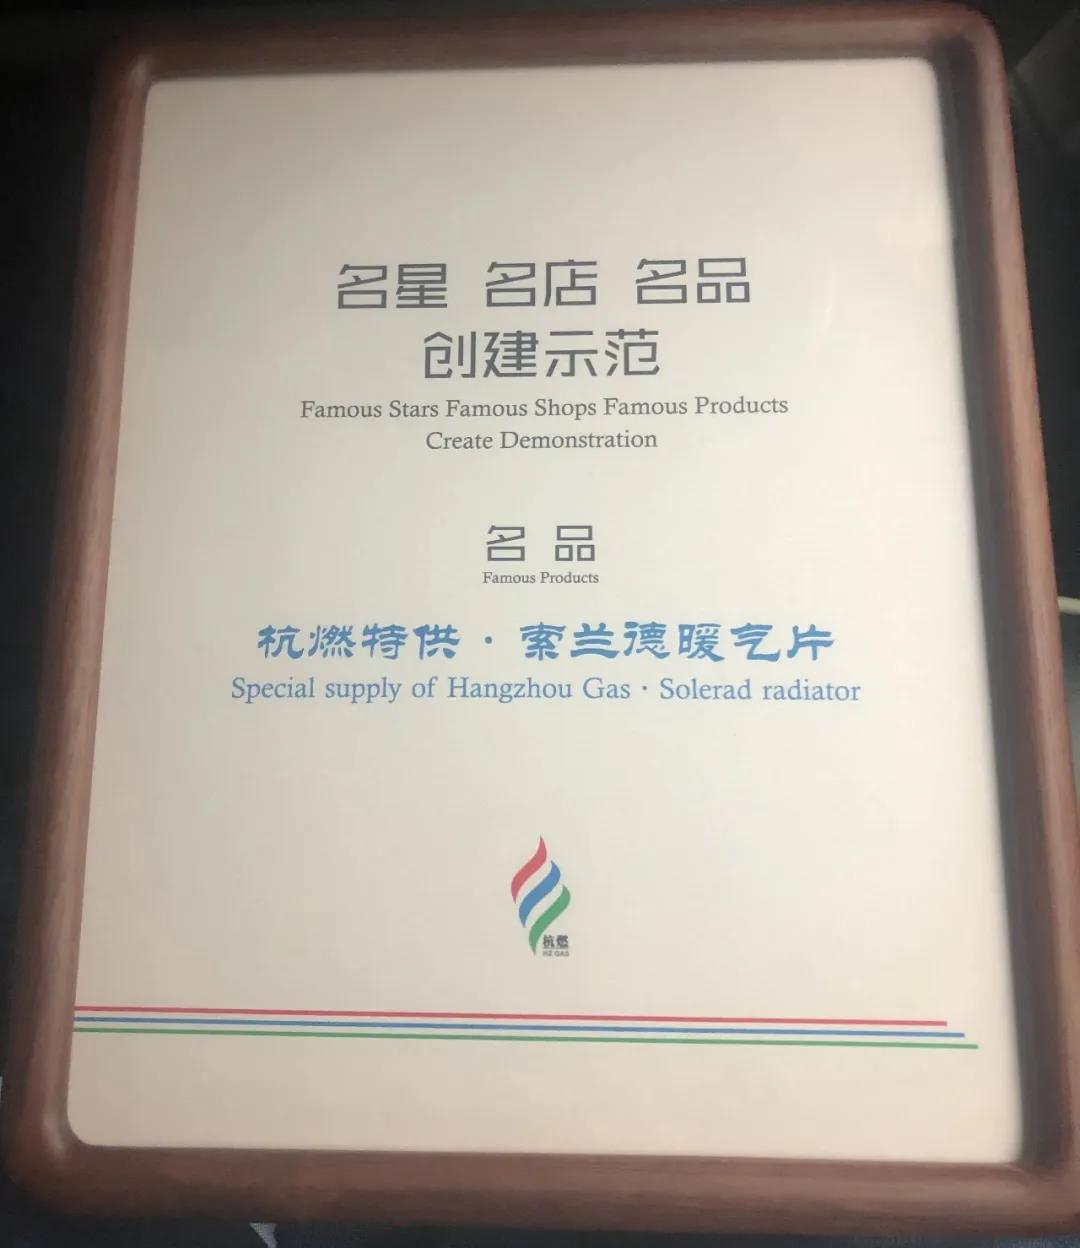 名星 名店 名品
创建示范
Famous Stars Famous Shops Famous Products
Create Demonstration
名 品
Famous Products
杭燃特供 · 索兰德暖气片
Special supply of Hangzhou Gas · Solerad radiator
杭燃
HZ GAS